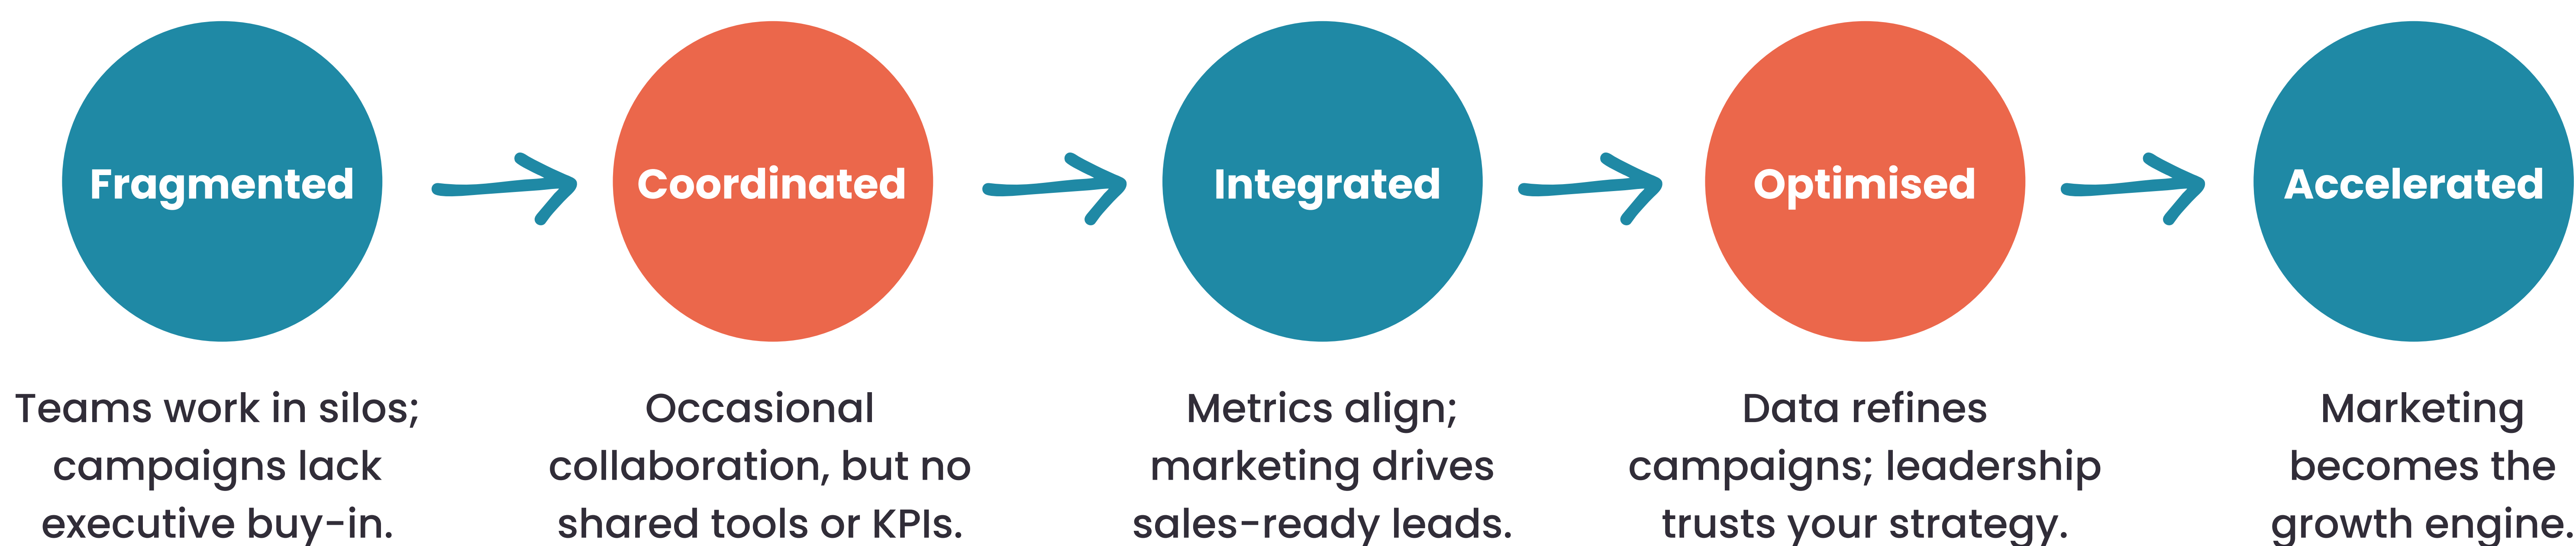 Fragmented
Teams work in silos;
campaigns lack
executive buy-in.
Coordinated
Occasional
collaboration, but no
shared tools or KPIs.
Integrated
Metrics align;
marketing drives
sales-ready leads.
Optimised
Data refines
campaigns; leadership
trusts your strategy.
Accelerated
Marketing
becomes the
growth engine.